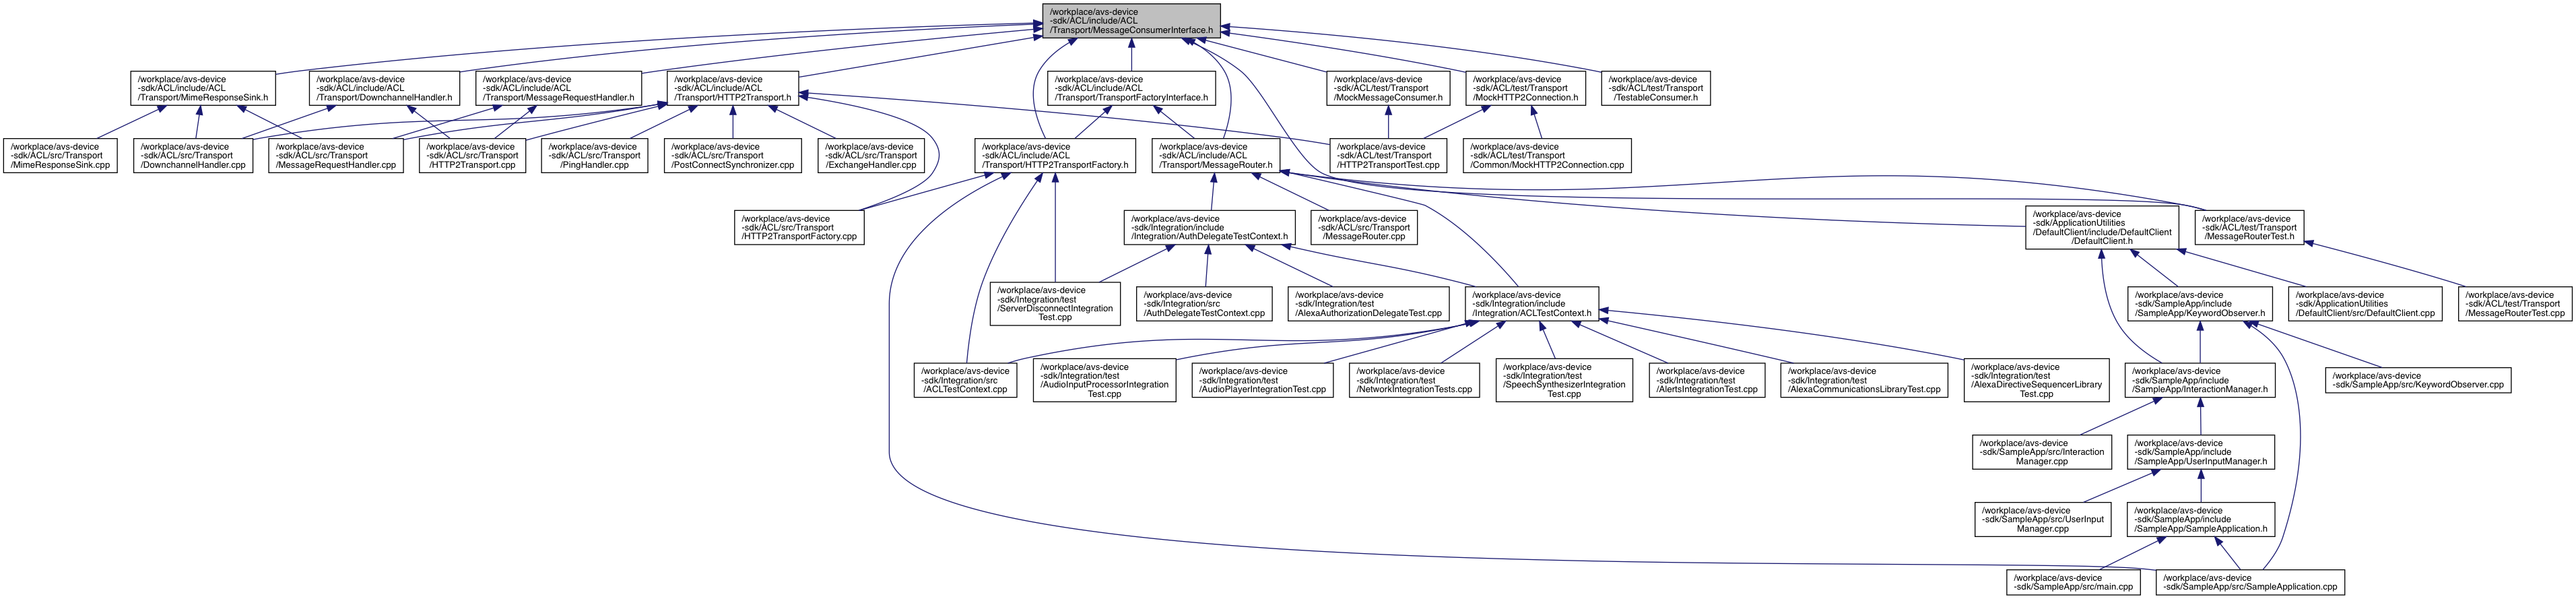 /workplace/avs-device
-sdk/ACL/include/ACL
/Transport/MessageConsumerInterface.h
/workplace/avs-device
-sdk/ACL/include/ACL
/Transport/MimeResponseSink.h
/workplace/avs-device
-sdk/ACL/include/ACL
/Transport/DownchannelHandler.h
/workplace/avs-device
-sdk/ACL/include/ACL
/Transport/MessageRequestHandler.h
/workplace/avs-device
-sdk/ACL/include/ACL
/Transport/HTTP2Transport.h
/workplace/avs-device
-sdk/ACL/include/ACL
/Transport/TransportFactoryInterface.h
/workplace/avs-device
-sdk/ACL/test/Transport
/MockMessageConsumer.h
/workplace/avs-device
-sdk/ACL/test/Transport
/MockHTTP2Connection.h
/workplace/avs-device
-sdk/ACL/test/Transport
/TestableConsumer.h
/workplace/avs-device
-sdk/ACL/src/Transport
/MimeResponseSink.cpp
/workplace/avs-device
-sdk/ACL/src/Transport
/DownchannelHandler.cpp
/workplace/avs-device
-sdk/ACL/src/Transport
/MessageRequestHandler.cpp
/workplace/avs-device
-sdk/ACL/src/Transport
/HTTP2Transport.cpp
/workplace/avs-device
-sdk/ACL/src/Transport
/PingHandler.cpp
/workplace/avs-device
-sdk/ACL/src/Transport
/PostConnectSynchronizer.cpp
/workplace/avs-device
-sdk/ACL/src/Transport
/ExchangeHandler.cpp
/workplace/avs-device
-sdk/ACL/include/ACL
/Transport/HTTP2TransportFactory.h
/workplace/avs-device
-sdk/ACL/include/ACL
/Transport/MessageRouter.h
/workplace/avs-device
-sdk/ACL/test/Transport
/HTTP2TransportTest.cpp
/workplace/avs-device
-sdk/ACL/test/Transport
/Common/MockHTTP2Connection.cpp
/workplace/avs-device
-sdk/ACL/src/Transport
/HTTP2TransportFactory.cpp
/workplace/avs-device
-sdk/Integration/include
/Integration/AuthDelegateTestContext.h
/workplace/avs-device
-sdk/ACL/src/Transport
/MessageRouter.cpp
/workplace/avs-device
-sdk/ApplicationUtilities
/DefaultClient/include/DefaultClient
/DefaultClient.h
/workplace/avs-device
-sdk/ACL/test/Transport
/MessageRouterTest.h
/workplace/avs-device
-sdk/Integration/test
/ServerDisconnectIntegration
Test.cpp
/workplace/avs-device
-sdk/Integration/src
/AuthDelegateTestContext.cpp
/workplace/avs-device
-sdk/Integration/test
/AlexaAuthorizationDelegateTest.cpp
/workplace/avs-device
-sdk/Integration/include
/Integration/ACLTestContext.h
/workplace/avs-device
-sdk/SampleApp/include
/SampleApp/KeywordObserver.h
/workplace/avs-device
-sdk/ApplicationUtilities
/DefaultClient/src/DefaultClient.cpp
/workplace/avs-device
-sdk/ACL/test/Transport
/MessageRouterTest.cpp
/workplace/avs-device
-sdk/Integration/src
/ACLTestContext.cpp
/workplace/avs-device
-sdk/Integration/test
/AudioInputProcessorIntegration
Test.cpp
/workplace/avs-device
-sdk/Integration/test
/AudioPlayerIntegrationTest.cpp
/workplace/avs-device
-sdk/Integration/test
/NetworkIntegrationTests.cpp
/workplace/avs-device
-sdk/Integration/test
/SpeechSynthesizerIntegration
Test.cpp
/workplace/avs-device
-sdk/Integration/test
/AlertsIntegrationTest.cpp
/workplace/avs-device
-sdk/Integration/test
/AlexaCommunicationsLibraryTest.cpp
/workplace/avs-device
-sdk/Integration/test
/AlexaDirectiveSequencerLibrary
Test.cpp
/workplace/avs-device
-sdk/SampleApp/include
/SampleApp/InteractionManager.h
/workplace/avs-device
-sdk/SampleApp/src/KeywordObserver.cpp
/workplace/avs-device
-sdk/SampleApp/src/Interaction
Manager.cpp
/workplace/avs-device
-sdk/SampleApp/include
/SampleApp/UserInputManager.h
/workplace/avs-device
-sdk/SampleApp/src/UserInput
Manager.cpp
/workplace/avs-device
-sdk/SampleApp/include
/SampleApp/SampleApplication.h
/workplace/avs-device
-sdk/SampleApp/src/main.cpp
/workplace/avs-device
-sdk/SampleApp/src/SampleApplication.cpp